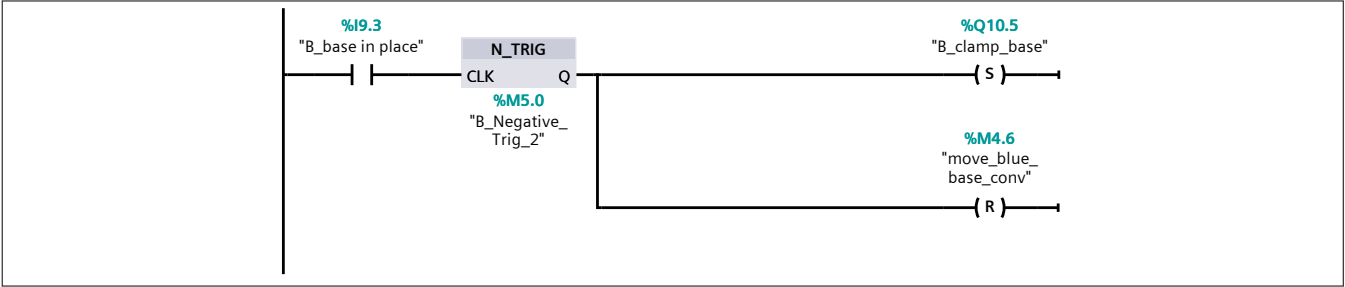 %I9.3
"B_base in place"
N_TRIG
CLK Q
%M5.0
"B_Negative_
Trig_2"
%Q10.5
"B_clamp_base"
S
%M4.6
"move_blue_
base_conv"
R